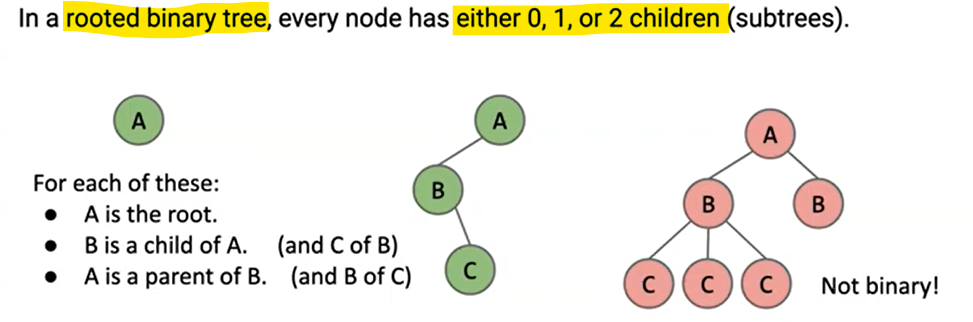 In a rooted binary tree, every node has either 0, 1, or 2 children (subtrees).
A
A
A
For each of these:
B
B
B
● A is the root.
● B is a child of A. (and C of B)
● A is a parent of B. (and B of C)
C
C
C
C
Not binary!